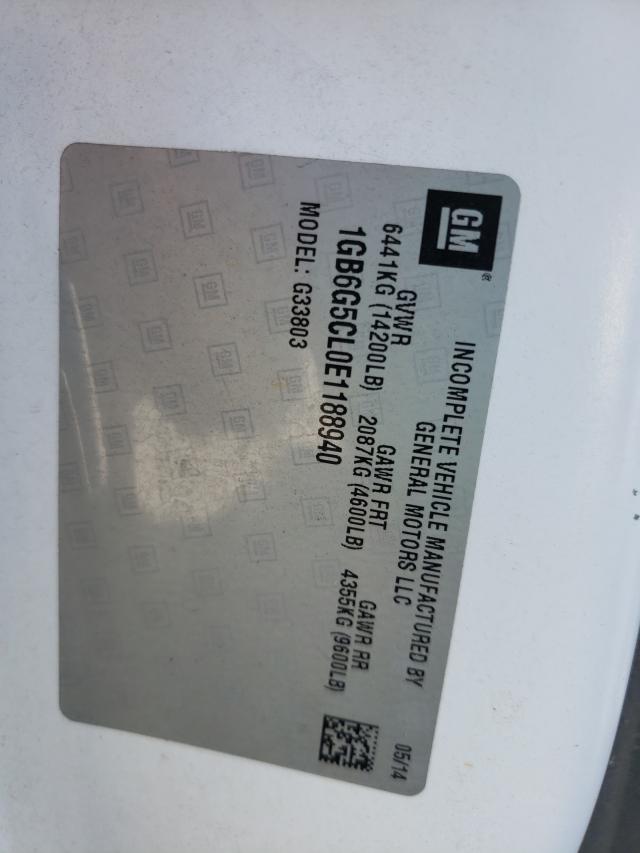 GM®
INCOMPLETE VEHICLE MANUFACTURED BY
GENERAL MOTORS LLC
05/14
GVWR GAWR FRT GAWR RR
6441KG (14200LB) 2087KG (4600LB) 4355KG (9600LB)
1GB6G5CL0E1188940
MODEL: G33803